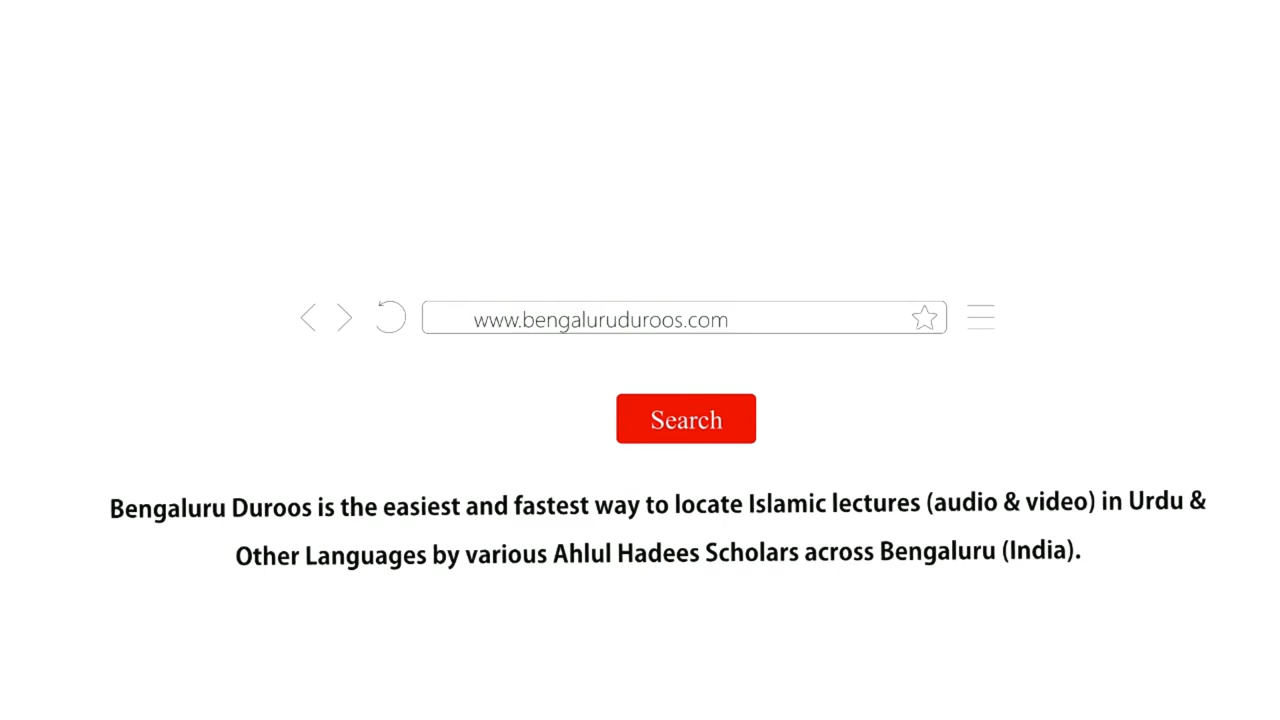 www.bengaluruduroos.com
Search
Bengaluru Duroos is the easiest and fastest way to locate Islamic lectures (audio & video) in Urdu &
Other Languages by various Ahlul Hadees Scholars across Bengaluru (India).